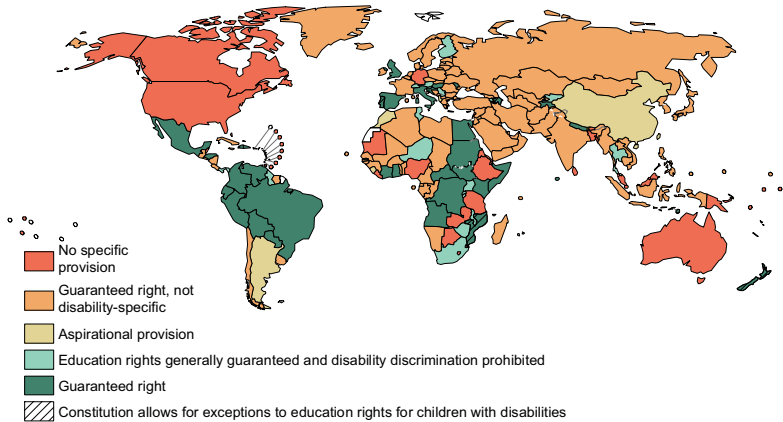 No specific
provision
Guaranteed right, not
disability-specific
Aspirational provision
Education rights generally guaranteed and disability discrimination prohibited
Guaranteed right
Constitution allows for exceptions to education rights for children with disabilities